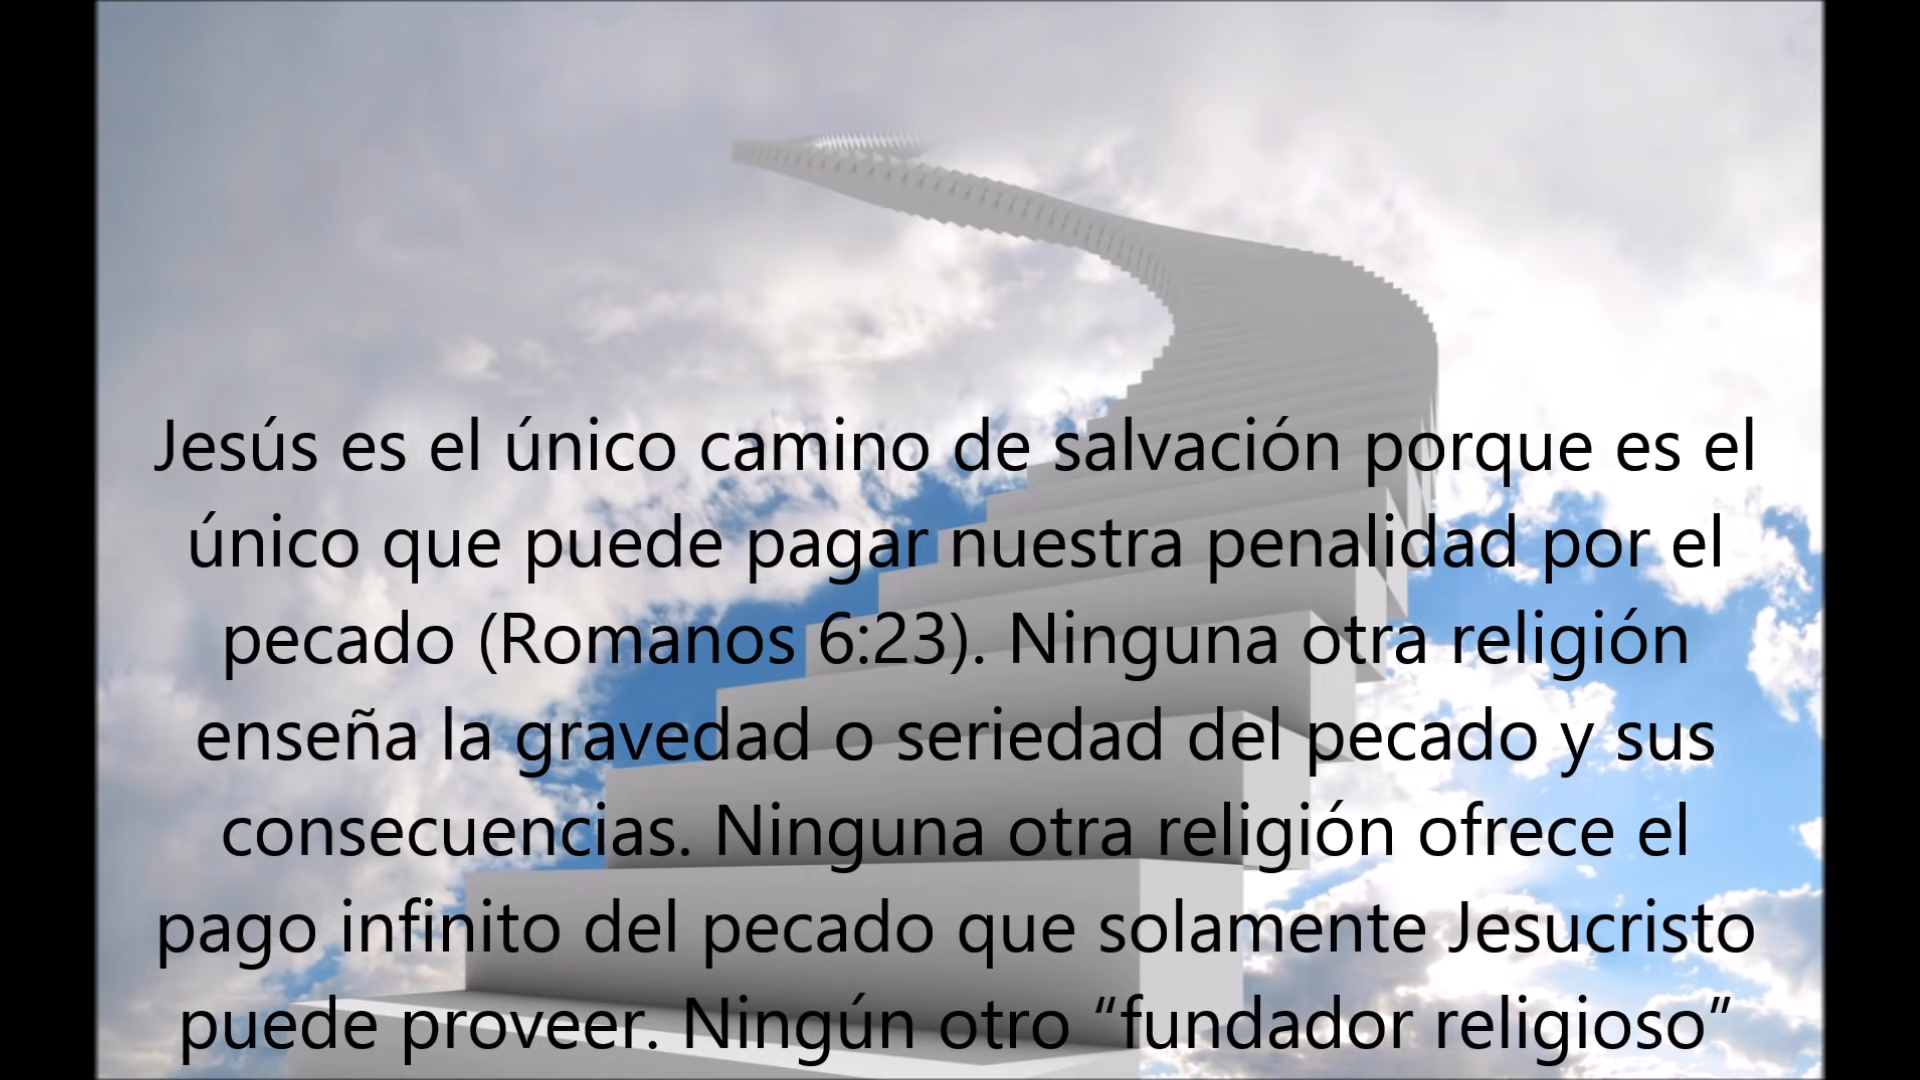 Jesús es el único camino de salvación porque es el
único que puede pagar nuestra penalidad por el
pecado (Romanos 6:23). Ninguna otra religión
enseña la gravedad o seriedad del pecado y sus
consecuencias. Ninguna otra religión ofrece el
pago infinito del pecado que solamente Jesucristo
puede proveer. Ningún otro “fundador religioso”